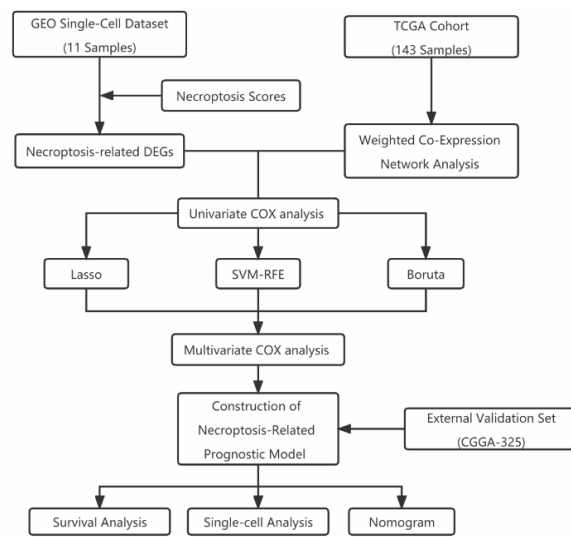 GEO Single-Cell Dataset
(11 Samples)
TCGA Cohort
(143 Samples)
Necroptosis Scores
Necroptosis-related DEGs
Weighted Co-Expression
Network Analysis
Univariate COX analysis
Lasso
SVM-RFE
Boruta
Multivariate COX analysis
Construction of
Necroptosis-Related
Prognostic Model
External Validation Set
(CGGA-325)
Survival Analysis
Single-cell Analysis
Nomogram